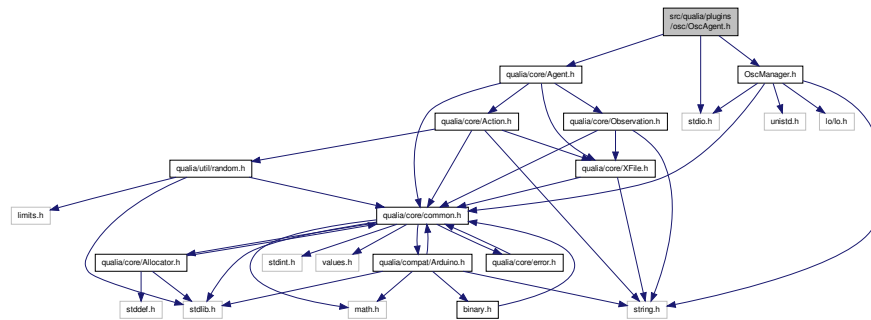 src/qualia/plugins
/osc/OscAgent.h
qualia/core/Agent.h
OscManager.h
qualia/core/Action.h
qualia/core/Observation.h
stdio.h
unistd.h
lo/lo.h
qualia/util/random.h
qualia/core/XFile.h
limits.h
qualia/core/common.h
qualia/core/Allocator.h
stdint.h
values.h
qualia/compat/Arduino.h
qualia/core/error.h
stddef.h
stdlib.h
math.h
binary.h
string.h